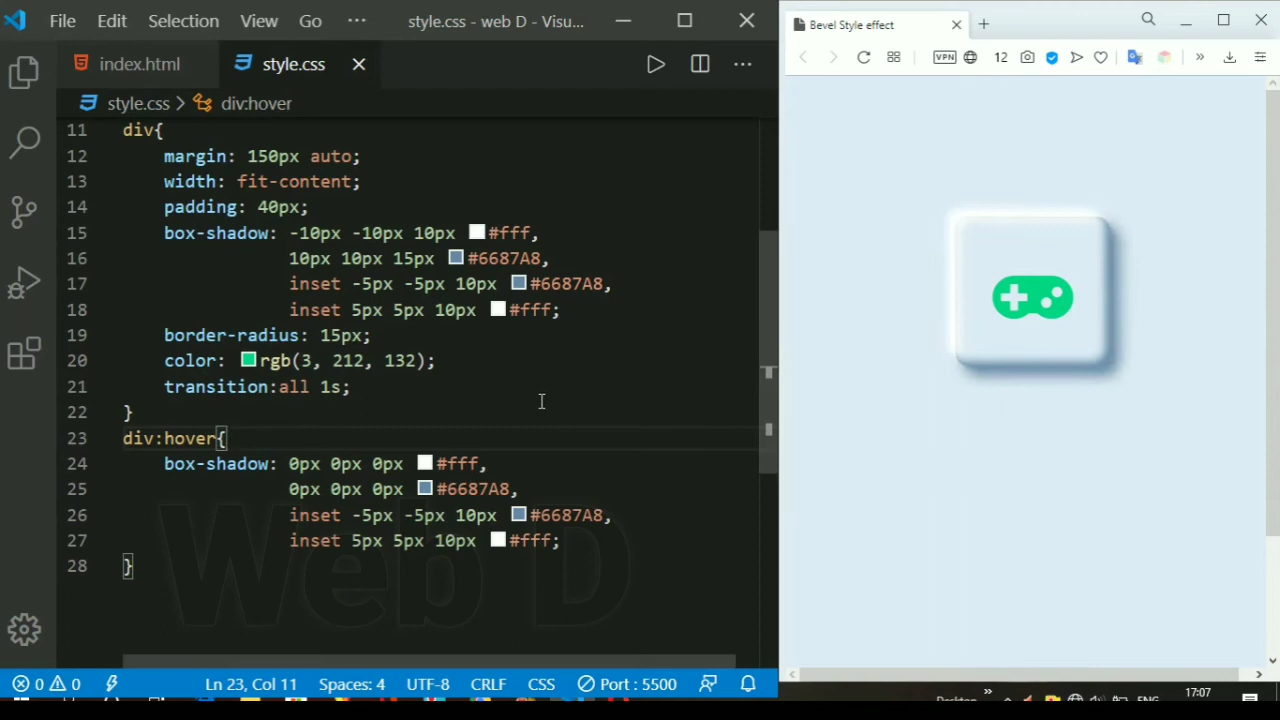 File Edit Selection View Go ··· style.css - web D - Visu...
index.html style.css
style.css > div:hover
11 div{
12 margin: 150px auto;
13 width: fit-content;
14 padding: 40px;
15 box-shadow: -10px -10px 10px #fff,
16 10px 10px 15px #6687A8,
17 inset -5px -5px 10px #6687A8,
18 inset 5px 5px 10px #fff;
19 border-radius: 15px;
20 color: rgb(3, 212, 132);
21 transition:all 1s;
22 }
23 div:hover{
24 box-shadow: 0px 0px 0px #fff,
25 0px 0px 0px #6687A8,
26 inset -5px -5px 10px #6687A8,
27 inset 5px 5px 10px #fff;
28 }
Web D
0 0 Ln 23, Col 11 Spaces: 4 UTF-8 CRLF CSS Port : 5500
Bevel Style effect
VPN 12 »
Desktop » ENG 17:07